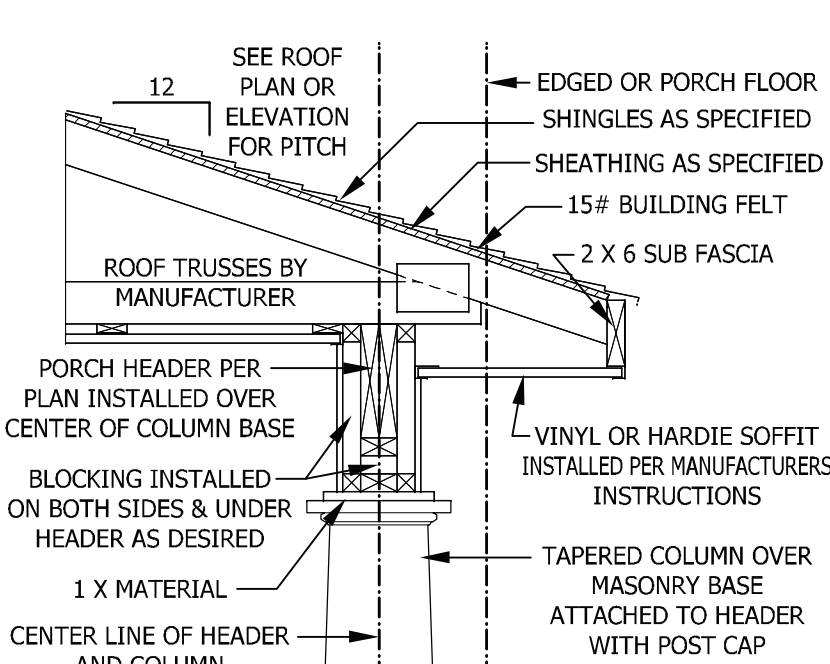 SEE ROOF
PLAN OR
ELEVATION
FOR PITCH
12
EDGED OR PORCH FLOOR
SHINGLES AS SPECIFIED
SHEATHING AS SPECIFIED
15# BUILDING FELT
2 X 6 SUB FASCIA
ROOF TRUSSES BY
MANUFACTURER
PORCH HEADER PER
PLAN INSTALLED OVER
CENTER OF COLUMN BASE
VINYL OR HARDIE SOFFIT
INSTALLED PER MANUFACTURERS
INSTRUCTIONS
BLOCKING INSTALLED
ON BOTH SIDES & UNDER
HEADER AS DESIRED
1 X MATERIAL
TAPERED COLUMN OVER
MASONRY BASE
ATTACHED TO HEADER
WITH POST CAP
CENTER LINE OF HEADER
AND COLUMN